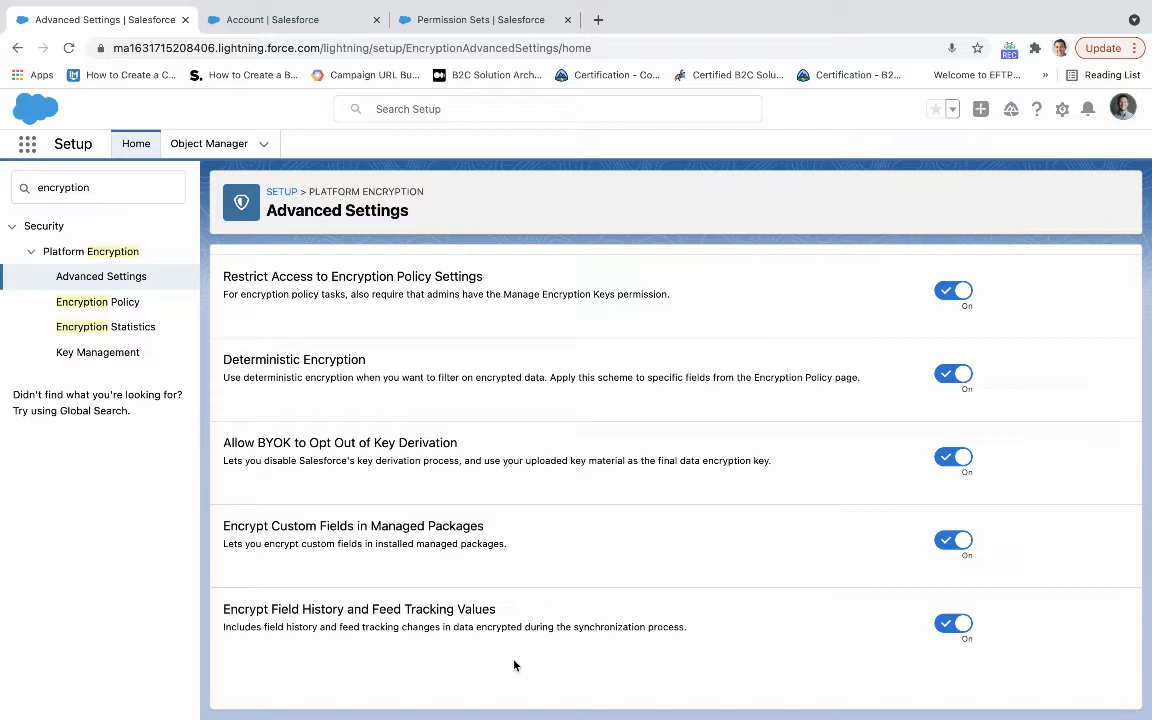 Advanced Settings | Salesforce
Account | Salesforce
Permission Sets | Salesforce
ma1631715208406.lightning.force.com/lightning/setup/EncryptionAdvancedSettings/home
REC
Update
Apps
How to Create a C...
How to Create a B...
Campaign URL Bu...
B2C Solution Arch...
Certification - Co...
Certified B2C Solu...
Certification - B2...
Welcome to EFTP...
»
Reading List
Search Setup
Setup
Home
Object Manager
encryption
Security
Platform Encryption
Advanced Settings
Encryption Policy
Encryption Statistics
Key Management
Didn't find what you're looking for?
Try using Global Search.
SETUP > PLATFORM ENCRYPTION
Advanced Settings
Restrict Access to Encryption Policy Settings
For encryption policy tasks, also require that admins have the Manage Encryption Keys permission.
On
Deterministic Encryption
Use deterministic encryption when you want to filter on encrypted data. Apply this scheme to specific fields from the Encryption Policy page.
On
Allow BYOK to Opt Out of Key Derivation
Lets you disable Salesforce's key derivation process, and use your uploaded key material as the final data encryption key.
On
Encrypt Custom Fields in Managed Packages
Lets you encrypt custom fields in installed managed packages.
On
Encrypt Field History and Feed Tracking Values
Includes field history and feed tracking changes in data encrypted during the synchronization process.
On